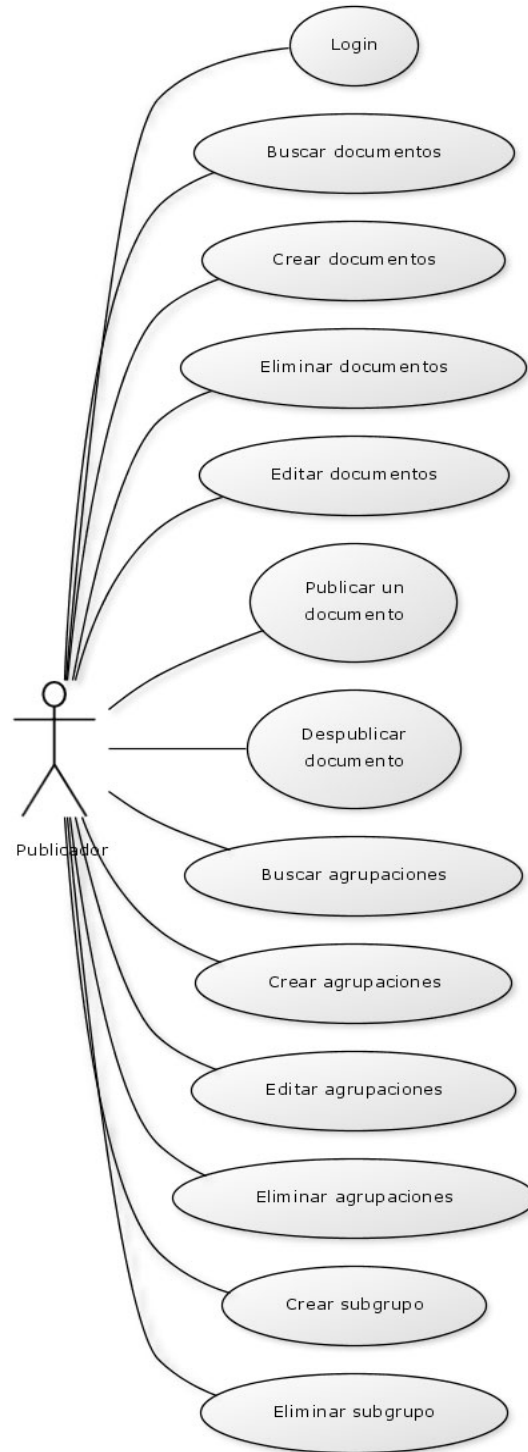 Login
Buscar documentos
Crear documentos
Eliminar documentos
Editar documentos
Publicar un
documento
Despublicar
documento
Publicador
Buscar agrupaciones
Crear agrupaciones
Editar agrupaciones
Eliminar agrupaciones
Crear subgrupo
Eliminar subgrupo